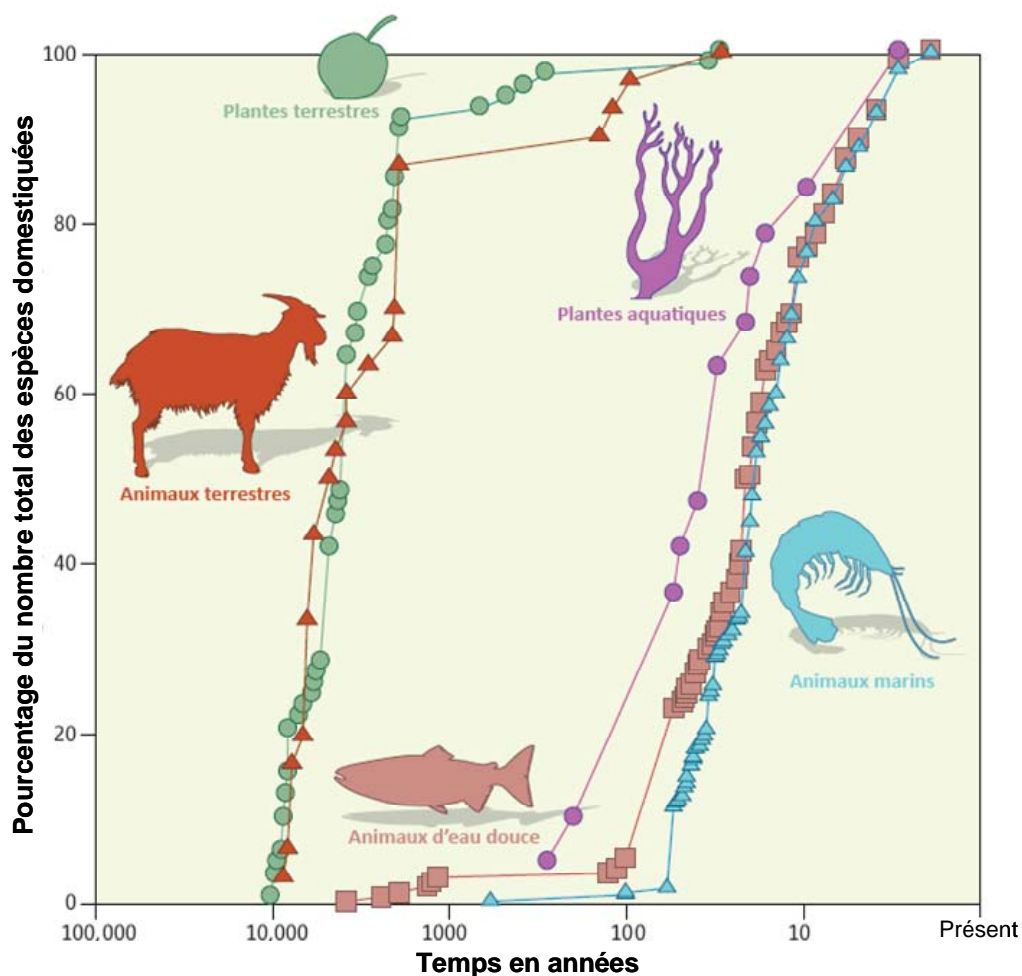 100
80
60
40
20
0
Pourcentage du nombre total des espèces domestiquées
Plantes terrestres
Plantes aquatiques
Animaux terrestres
Animaux marins
Animaux d'eau douce
100,000
10,000
1000
100
10
Présent
Temps en années